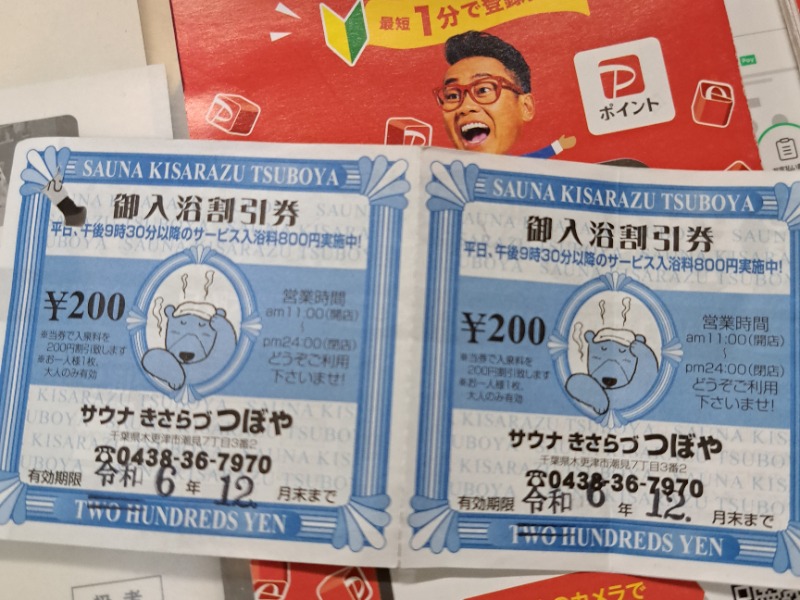 最短1分で登録
ポイント
Pay
SAUNA KISARAZU TSUBOYA
御入浴割引券
平日、午後9時30分以降のサービス入浴料800円実施中!
¥200
※当券で入泉料を
200円割引致します
※お一人様1枚、
大人のみ有効
営業時間
am11:00(開店)
~
pm24:00(閉店)
どうぞご利用
下さいませ!
サウナ きさらづ つぼや
千葉県木更津市潮見7丁目3番2
☎0438-36-7970
有効期限 令和 6 年 12. 月末まで
TWO HUNDREDS YEN
SAUNA KISARAZU TSUBOYA
御入浴割引券
平日、午後9時30分以降のサービス入浴料800円実施中!
¥200
※当券で入泉料を
200円割引致します
※お一人様1枚、
大人のみ有効
営業時間
am11:00(開店)
~
pm24:00(閉店)
どうぞご利用
下さいませ!
サウナ きさらづ つぼや
千葉県木更津市潮見7丁目3番2
☎0438-36-7970
有効期限 令和 6 年 12. 月末まで
TWO HUNDREDS YEN
カメラで